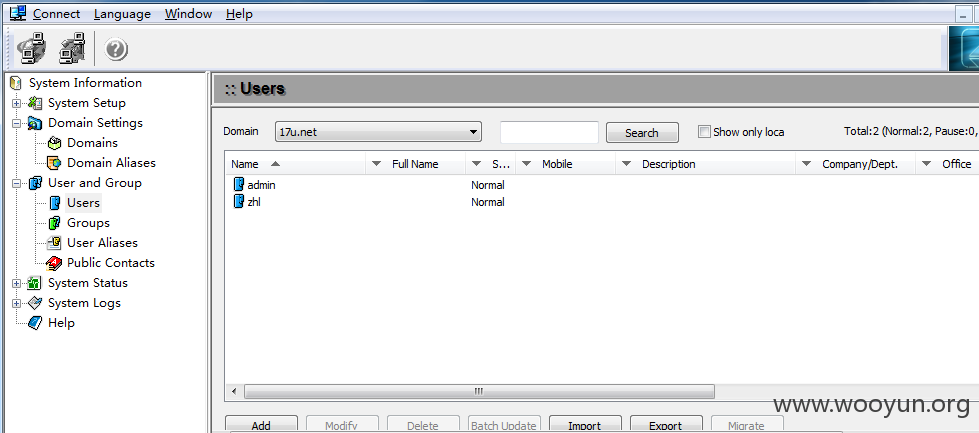 Connect Language Window Help
System Information
System Setup
Domain Settings
Domains
Domain Aliases
User and Group
Users
Groups
User Aliases
Public Contacts
System Status
System Logs
Help
:: Users
Domain 17u.net Search Show only loca Total:2 (Normal:2, Pause:0,
Name Full Name S... Mobile Description Company/Dept. Office
admin Normal
zhl Normal
Add Modify Delete Batch Update Import Export Migrate
www.wooyun.org